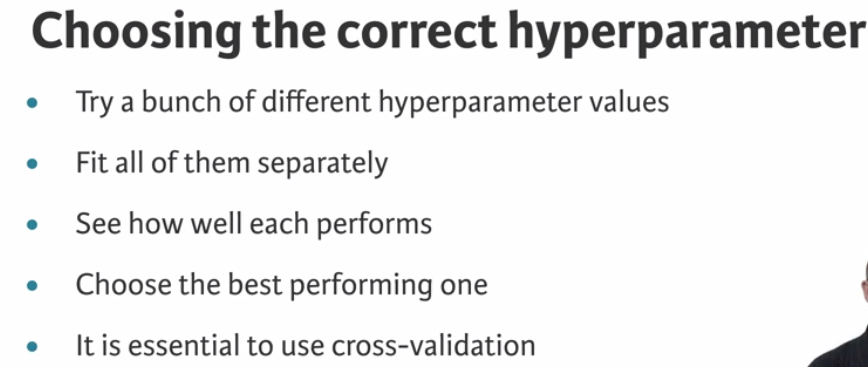 Choosing the correct hyperparameter
• Try a bunch of different hyperparameter values
• Fit all of them separately
• See how well each performs
• Choose the best performing one
• It is essential to use cross-validation